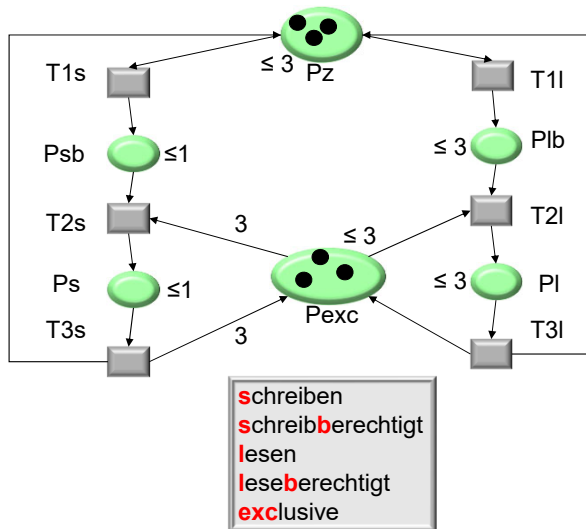 ≤ 3
Pz
T1s
T1l
Psb
≤1
≤ 3
Plb
T2s
3
≤ 3
T2l
Ps
≤1
Pexc
≤ 3
Pl
T3s
3
T3l
schreiben
schreibberechtigt
lesen
leseberechtigt
exclusive